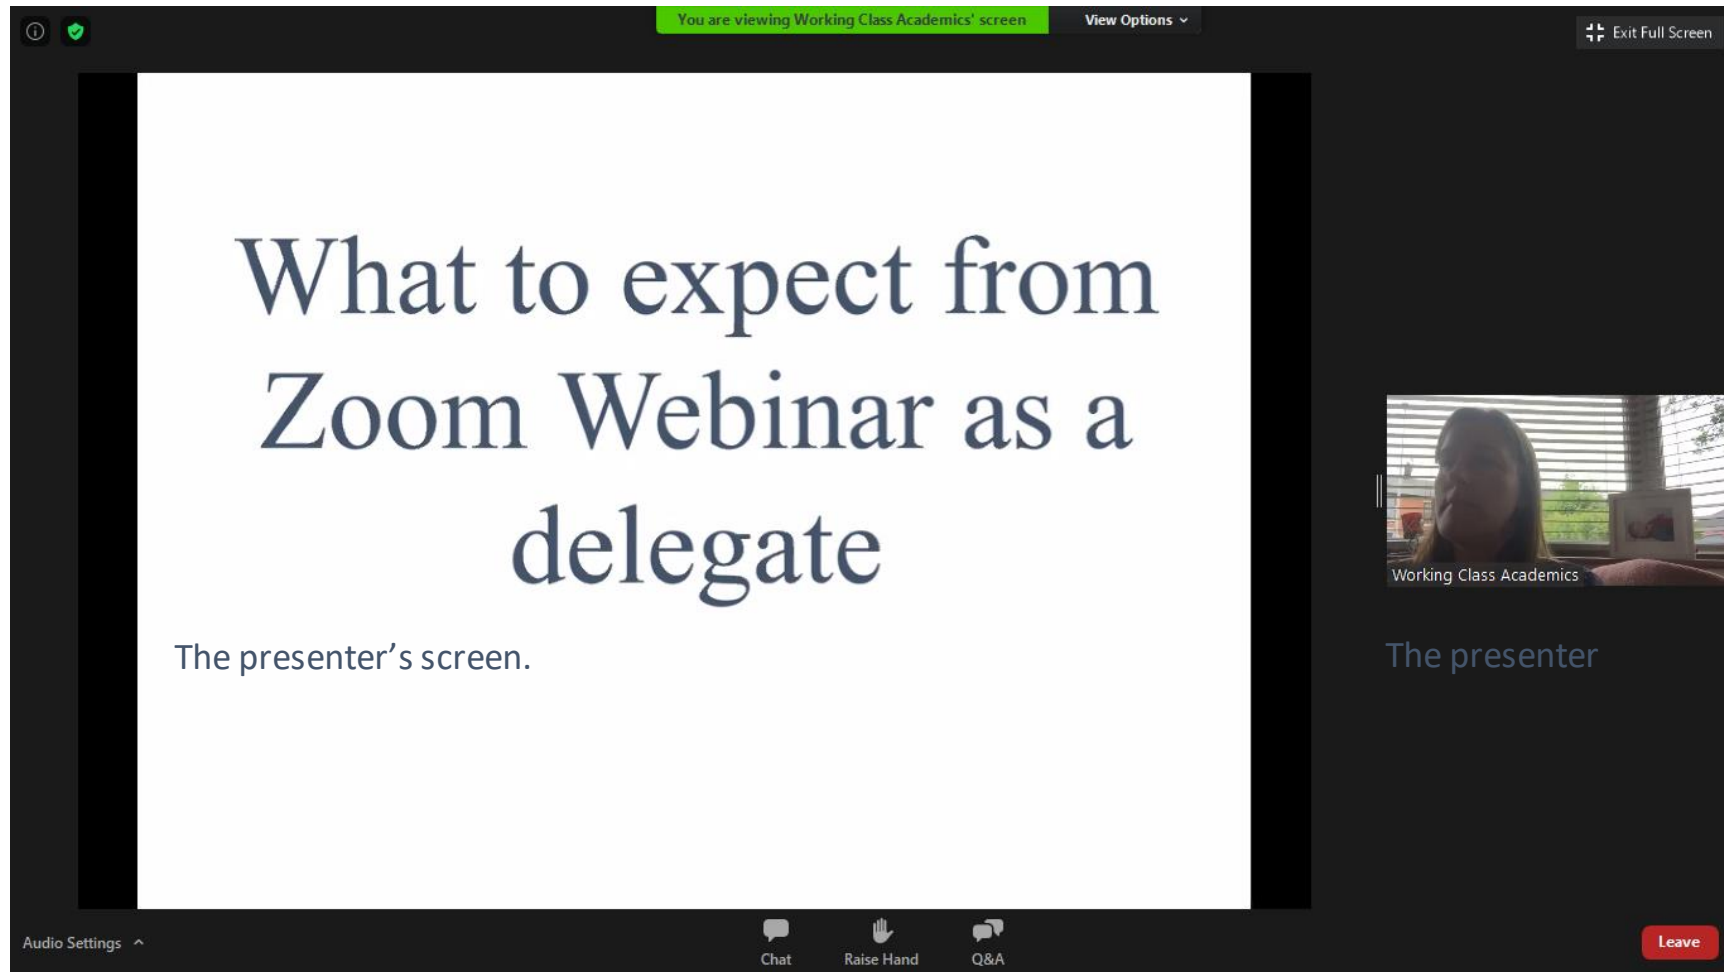 You are viewing Working Class Academics' screen
View Options
Exit Full Screen
What to expect from
Zoom Webinar as a
delegate
Working Class Academics
The presenter’s screen.
The presenter
Audio Settings
Chat
Raise Hand
Q&A
Leave